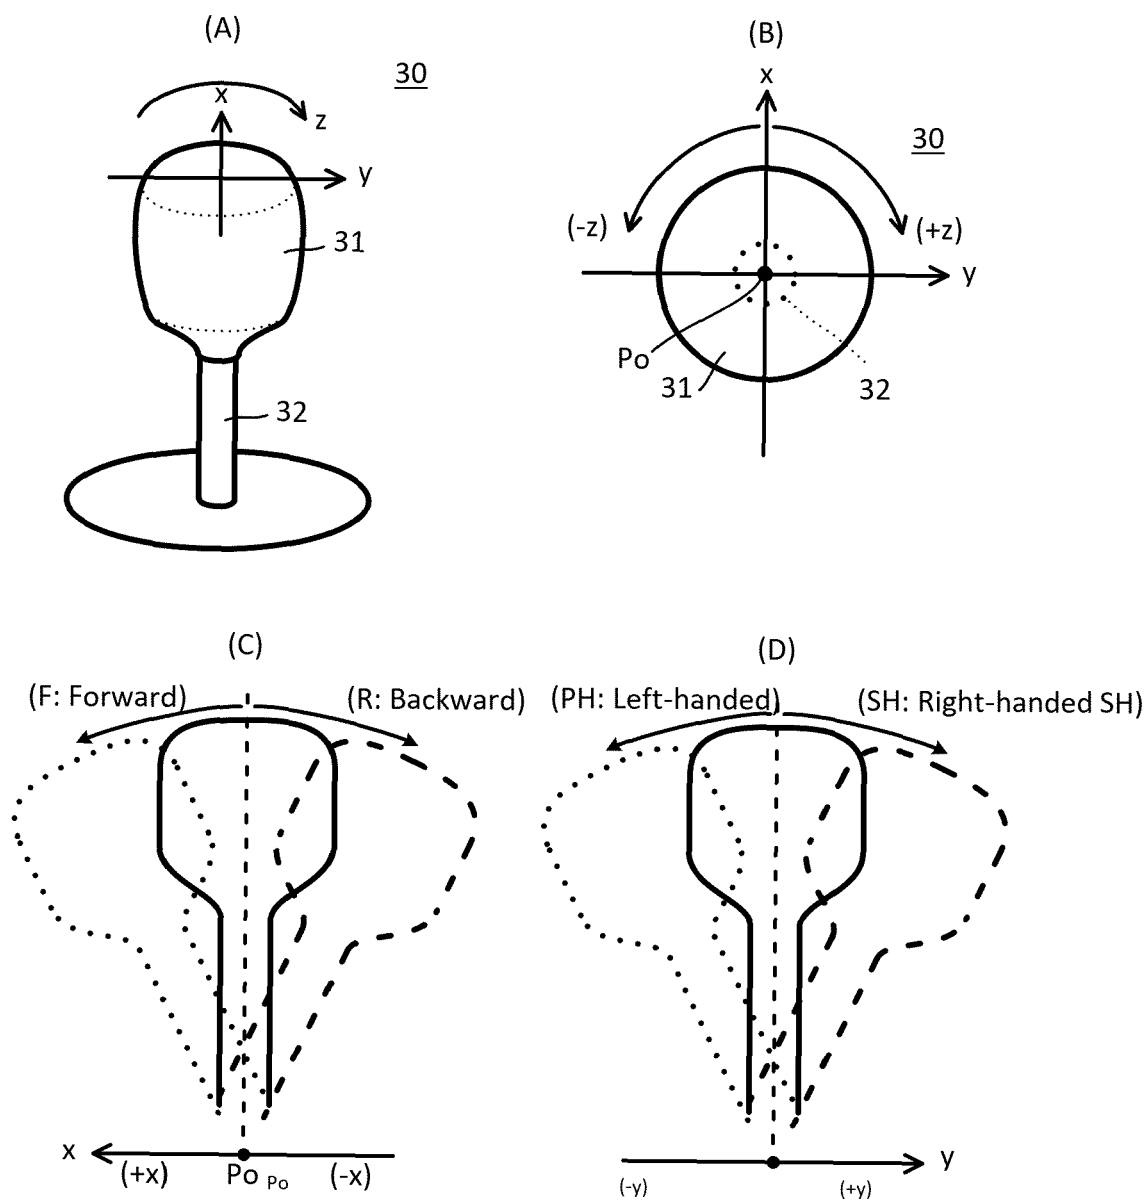 (A)
30
x
z
y
31
32
(B)
x
30
(-z)
(+z)
y
Po
31
32
(C)
(F: Forward)
(R: Backward)
x
(+x)
Po Po
(-x)
(D)
(PH: Left-handed)
(SH: Right-handed SH)
(-y)
(+y)
y